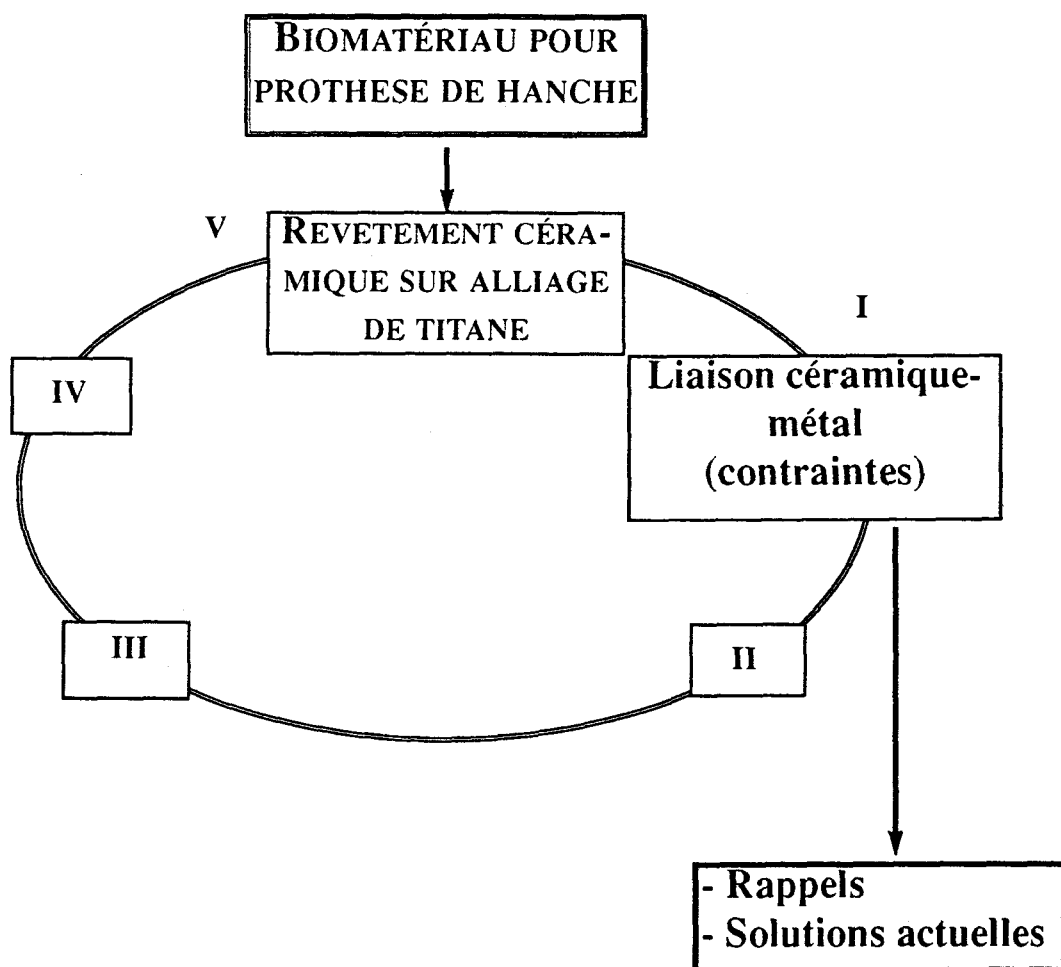 BIOMATÉRIAU POUR
PROTHESE DE HANCHE
V
REVETEMENT CÉRA-
MIQUE SUR ALLIAGE
DE TITANE
I
IV
Liaison céramique-
métal
(contraintes)
III
II
- Rappels
- Solutions actuelles